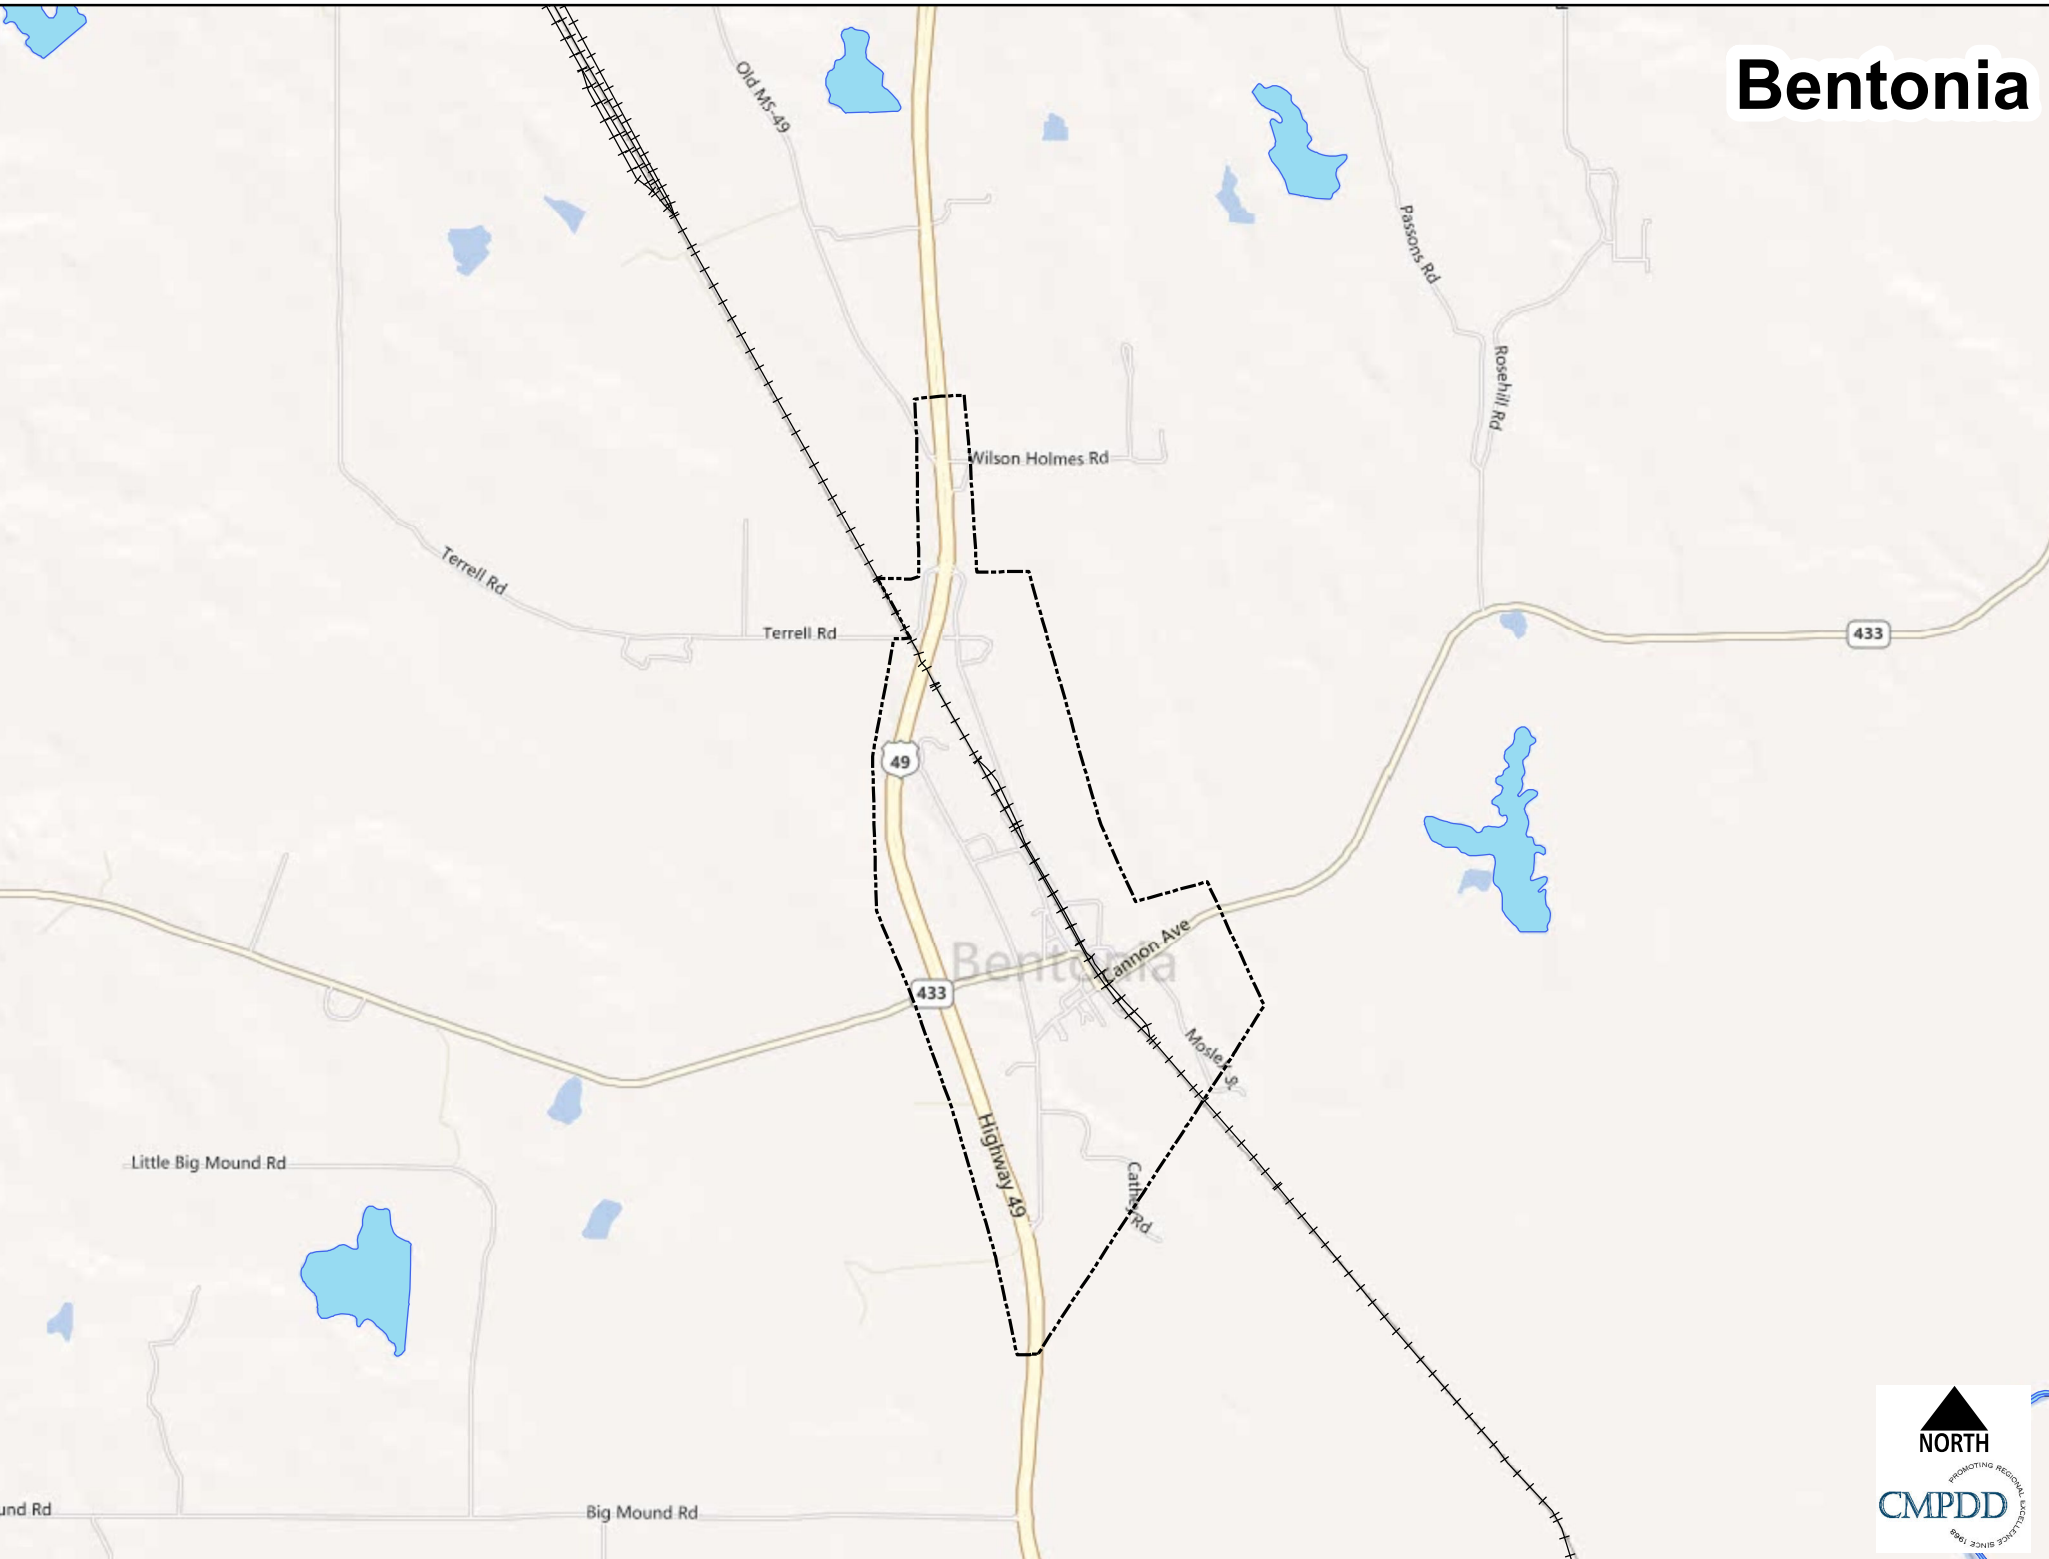 Bentonia
Old MS-49
Passons Rd
Rosehill Rd
Wilson Holmes Rd
Terrell Rd
Terrell Rd
433
49
Cannon Ave
Bentonia
433
Mosley St
Highway 49
Cathey Rd
Little Big Mound Rd
und Rd
Big Mound Rd
NORTH
PROMOTING REGIONAL EXCELLENCE SINCE 1968
CMPDD